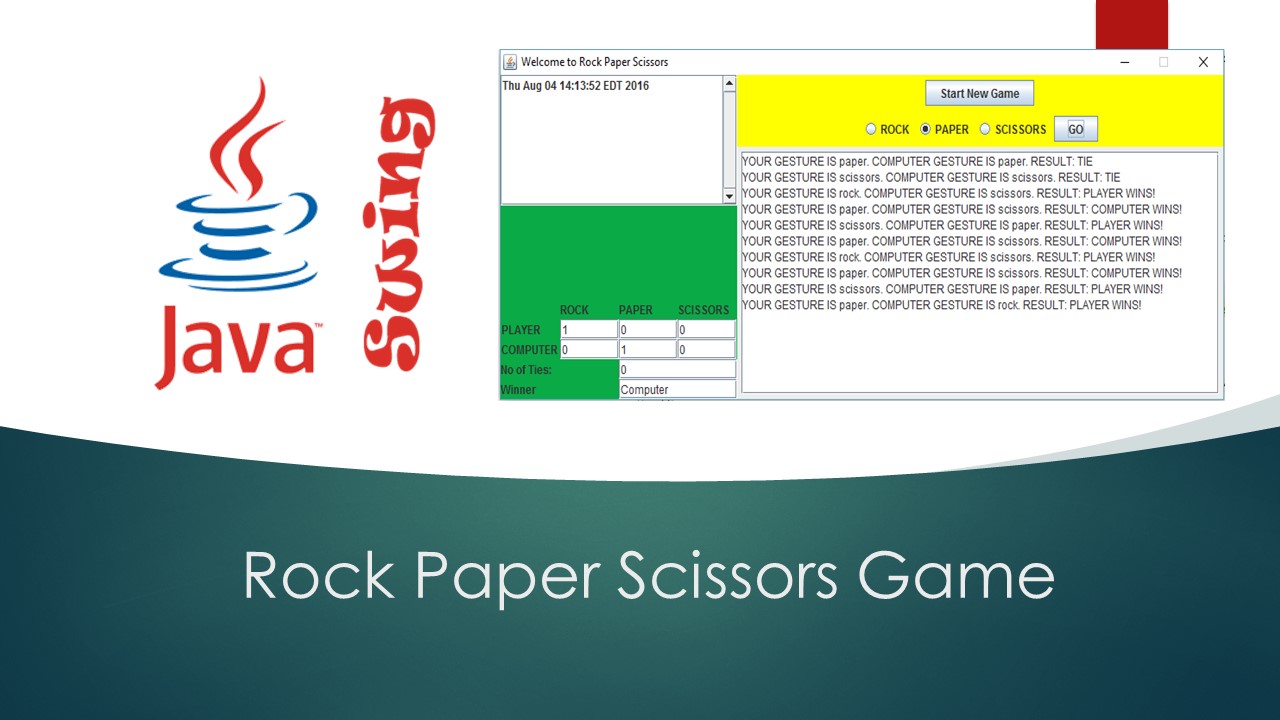 Java™
Swing
Welcome to Rock Paper Scissors
Thu Aug 04 14:13:52 EDT 2016
Start New Game
ROCK PAPER SCISSORS GO
YOUR GESTURE IS paper. COMPUTER GESTURE IS paper. RESULT: TIE
YOUR GESTURE IS scissors. COMPUTER GESTURE IS scissors. RESULT: TIE
YOUR GESTURE IS rock. COMPUTER GESTURE IS scissors. RESULT: PLAYER WINS!
YOUR GESTURE IS paper. COMPUTER GESTURE IS scissors. RESULT: COMPUTER WINS!
YOUR GESTURE IS scissors. COMPUTER GESTURE IS paper. RESULT: PLAYER WINS!
YOUR GESTURE IS paper. COMPUTER GESTURE IS scissors. RESULT: COMPUTER WINS!
YOUR GESTURE IS rock. COMPUTER GESTURE IS scissors. RESULT: PLAYER WINS!
YOUR GESTURE IS paper. COMPUTER GESTURE IS scissors. RESULT: COMPUTER WINS!
YOUR GESTURE IS scissors. COMPUTER GESTURE IS paper. RESULT: PLAYER WINS!
YOUR GESTURE IS paper. COMPUTER GESTURE IS rock. RESULT: PLAYER WINS!
ROCK PAPER SCISSORS
PLAYER 1 0 0
COMPUTER 0 1 0
No of Ties: 0
Winner Computer
Rock Paper Scissors Game